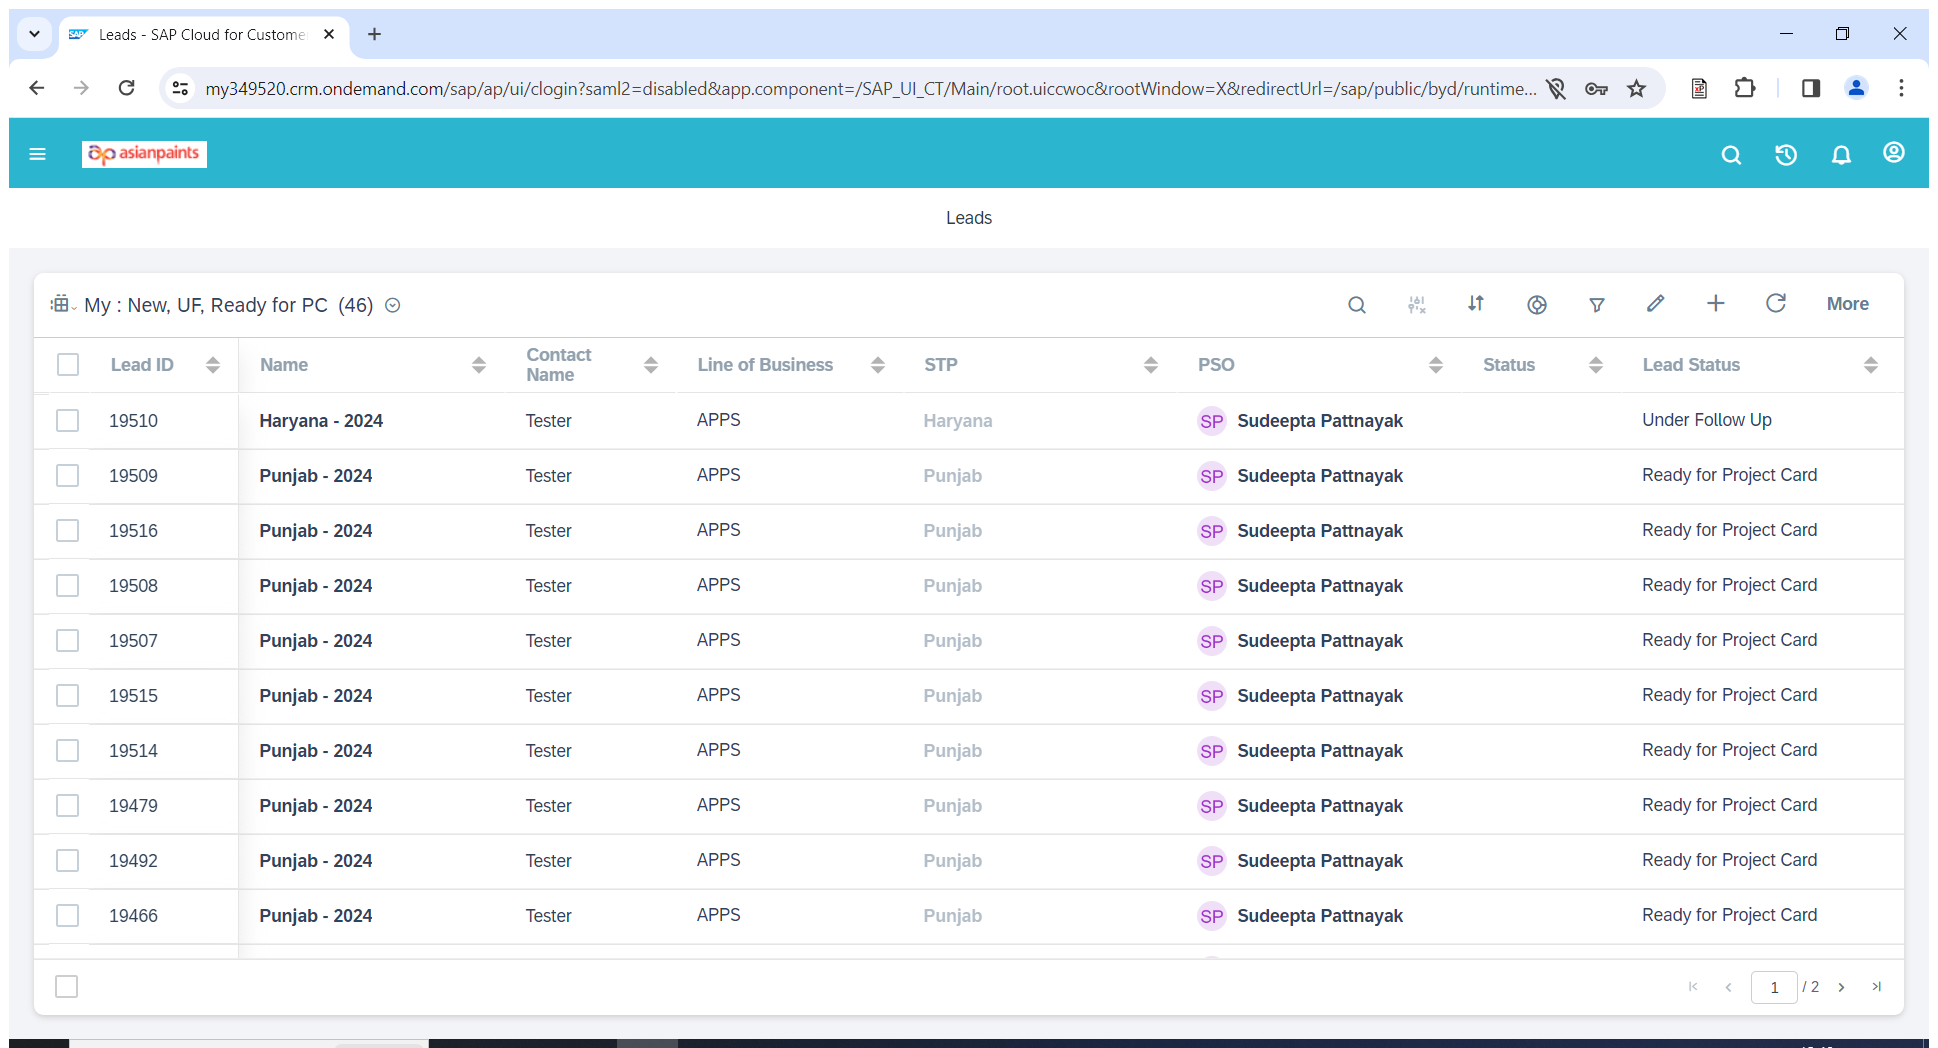 SAP Leads - SAP Cloud for Custome
my349520.crm.ondemand.com/sap/ap/ui/clogin?saml2=disabled&app.component=/SAP_UI_CT/Main/root.uiccwoc&rootWindow=X&redirectUrl=/sap/public/byd/runtime...
ap asianpaints
Leads
My : New, UF, Ready for PC (46) More
Lead ID Name Contact Name Line of Business STP PSO Status Lead Status
19510 Haryana - 2024 Tester APPS Haryana SP Sudeepta Pattnayak Under Follow Up
19509 Punjab - 2024 Tester APPS Punjab SP Sudeepta Pattnayak Ready for Project Card
19516 Punjab - 2024 Tester APPS Punjab SP Sudeepta Pattnayak Ready for Project Card
19508 Punjab - 2024 Tester APPS Punjab SP Sudeepta Pattnayak Ready for Project Card
19507 Punjab - 2024 Tester APPS Punjab SP Sudeepta Pattnayak Ready for Project Card
19515 Punjab - 2024 Tester APPS Punjab SP Sudeepta Pattnayak Ready for Project Card
19514 Punjab - 2024 Tester APPS Punjab SP Sudeepta Pattnayak Ready for Project Card
19479 Punjab - 2024 Tester APPS Punjab SP Sudeepta Pattnayak Ready for Project Card
19492 Punjab - 2024 Tester APPS Punjab SP Sudeepta Pattnayak Ready for Project Card
19466 Punjab - 2024 Tester APPS Punjab SP Sudeepta Pattnayak Ready for Project Card
1 / 2